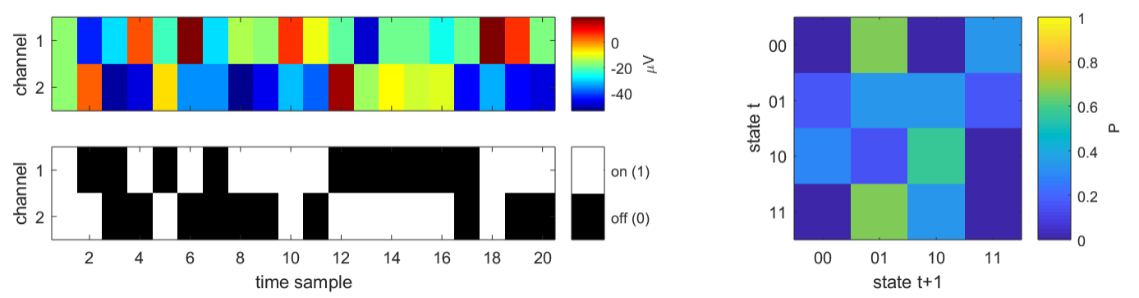 channel
1
2
0
-20
-40
μV
channel
1
2
on (1)
off (0)
2 4 6 8 10 12 14 16 18 20
time sample
state t
00
01
10
11
00 01 10 11
state t+1
1
0.8
0.6
0.4
0.2
0
P